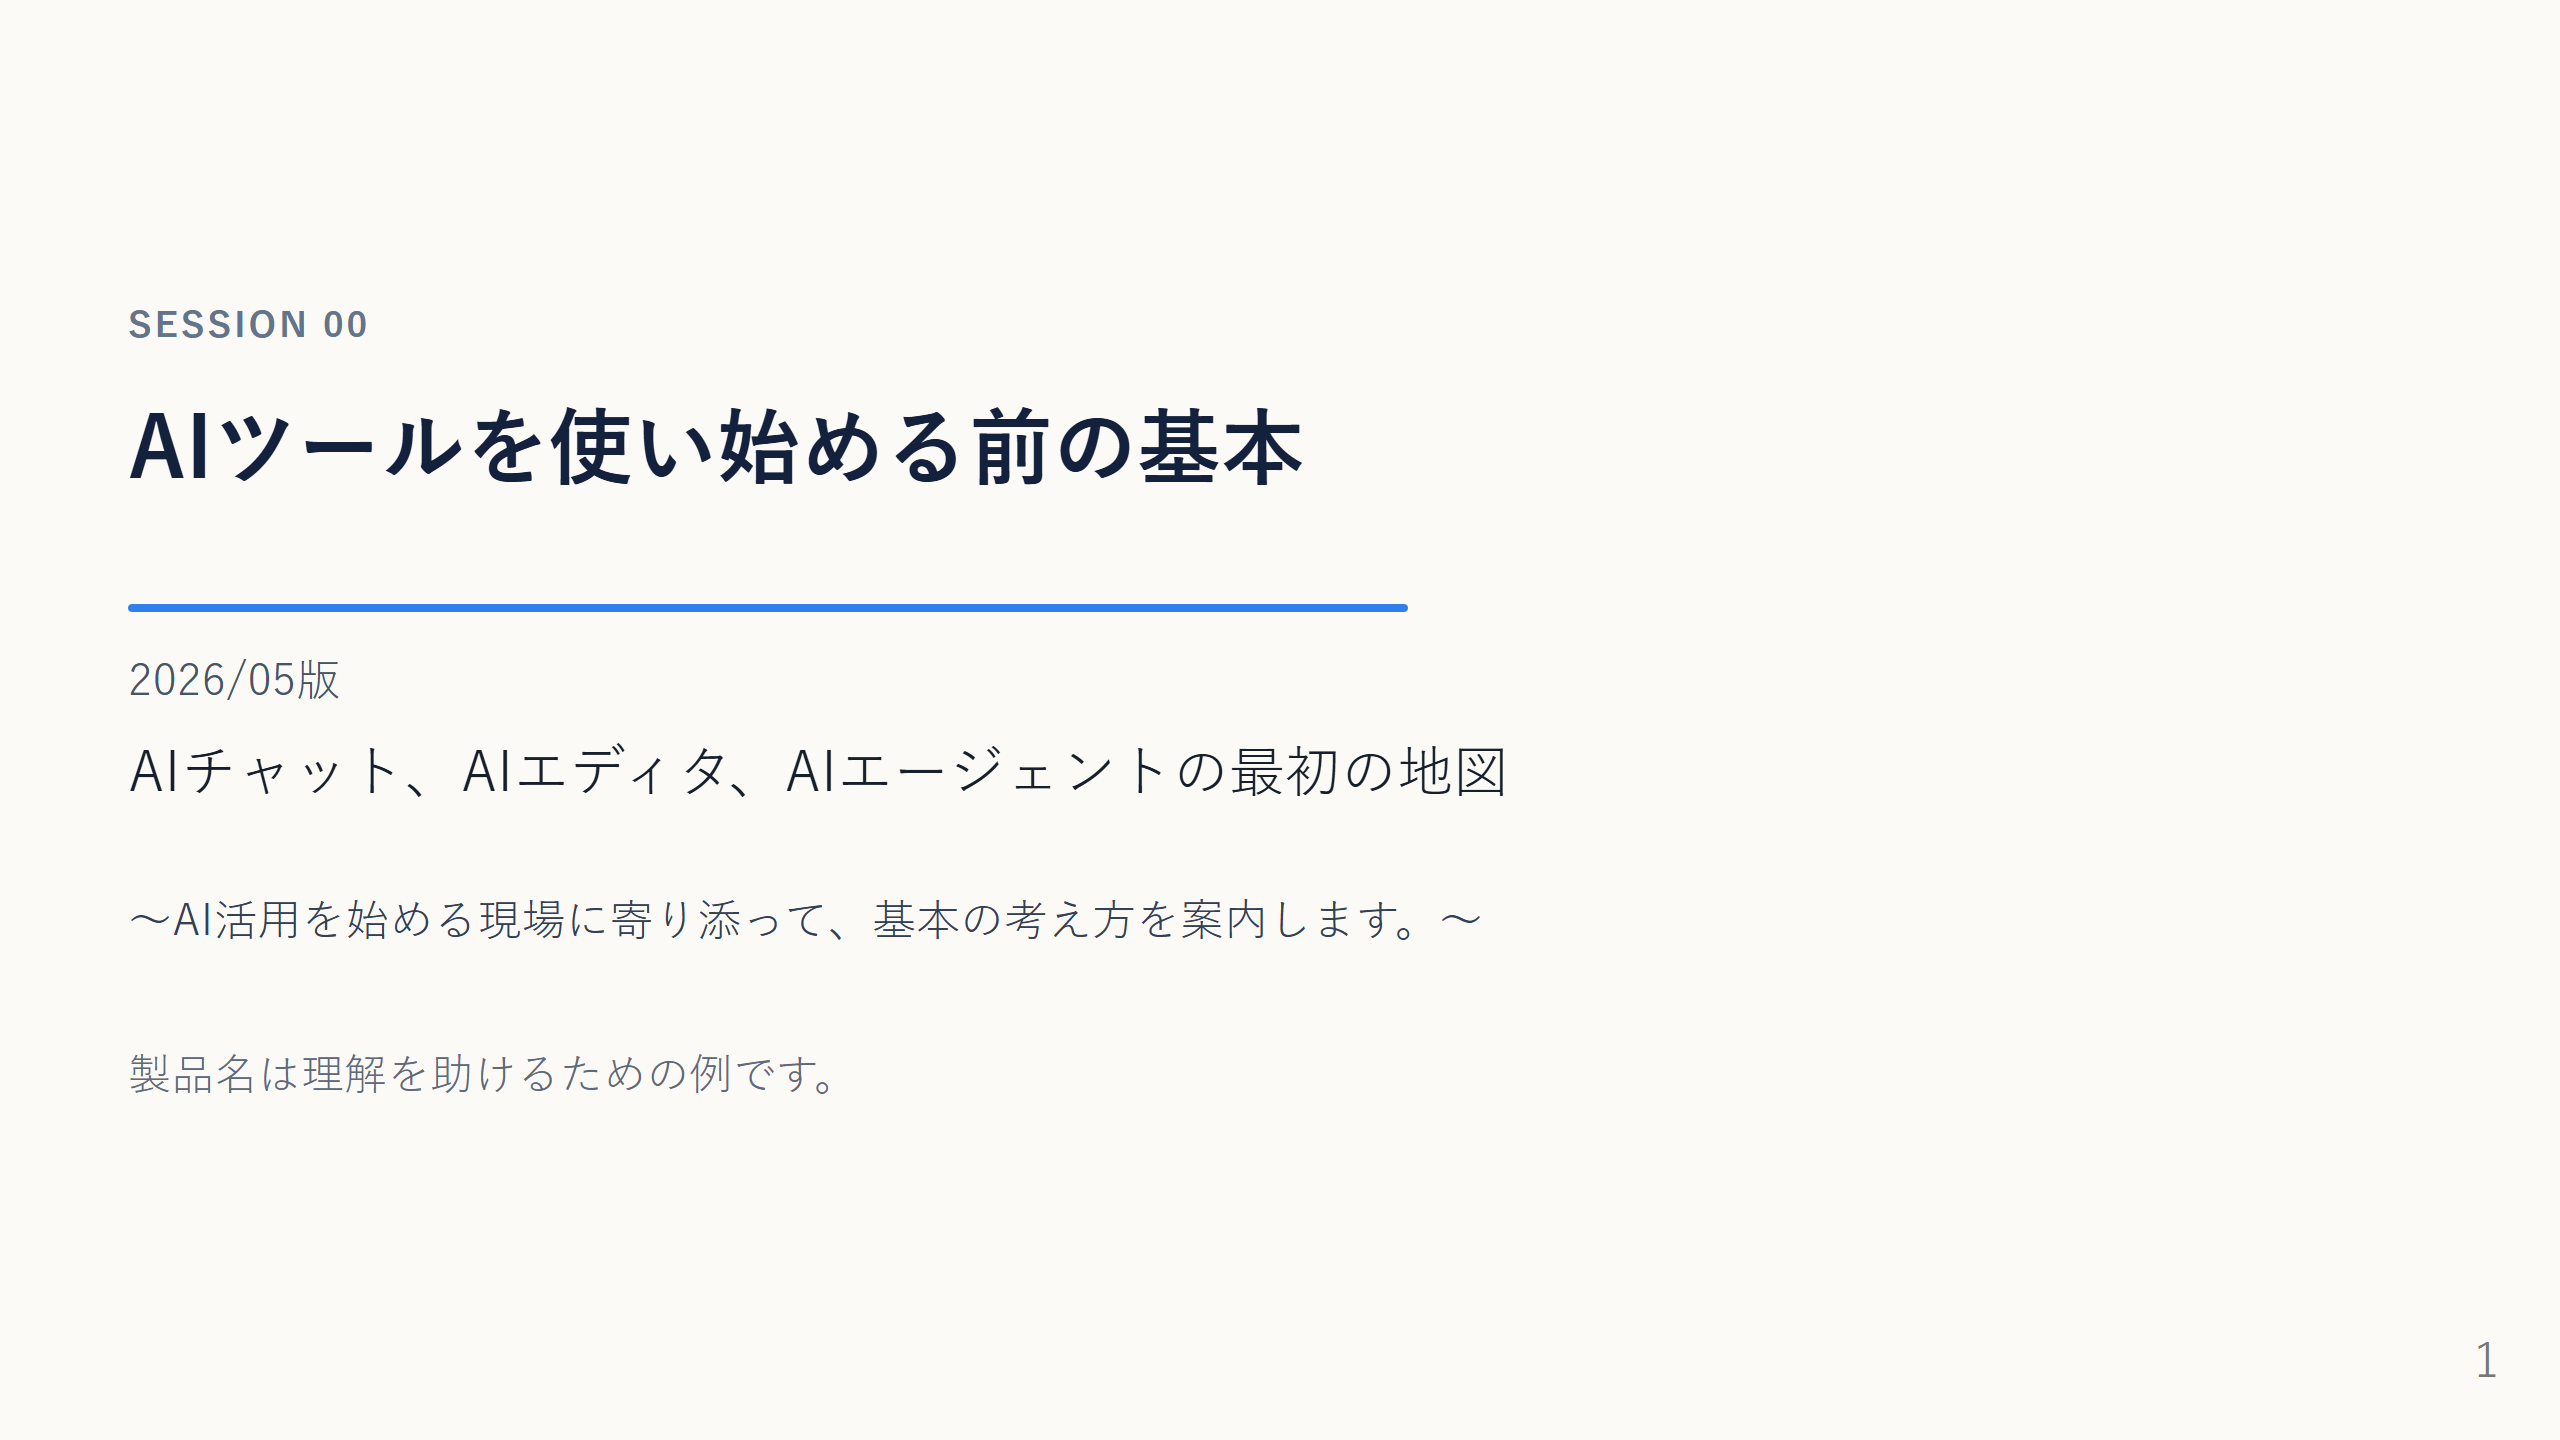 SESSION 00
AIツールを使い始める前の基本
2026/05版
AIチャット、AIエディタ、AIエージェントの最初の地図
〜AI活用を始める現場に寄り添って、基本の考え方を案内します。〜
製品名は理解を助けるための例です。
1